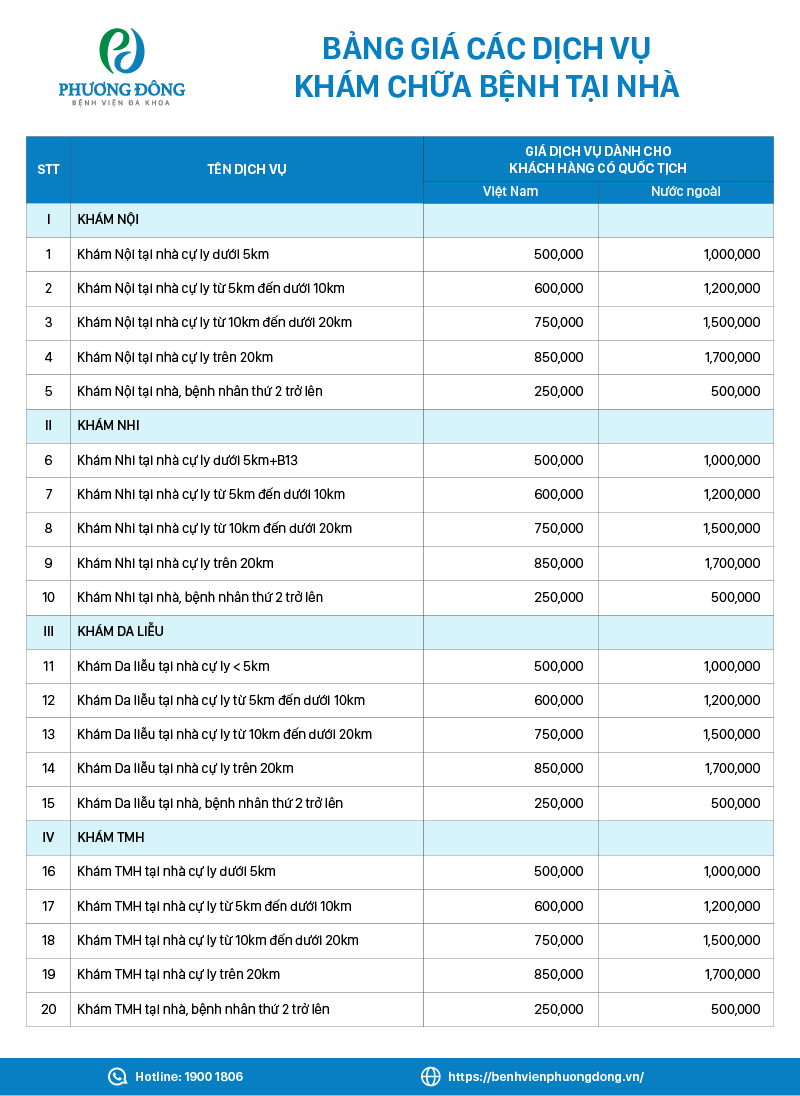 PHƯƠNG ĐÔNG
BỆNH VIỆN ĐA KHOA
BẢNG GIÁ CÁC DỊCH VỤ
KHÁM CHỮA BỆNH TẠI NHÀ
STT TÊN DỊCH VỤ GIÁ DỊCH VỤ DÀNH CHO
KHÁCH HÀNG CÓ QUỐC TỊCH
Việt Nam Nước ngoài
I KHÁM NỘI
1 Khám Nội tại nhà cự ly dưới 5km 500,000 1,000,000
2 Khám Nội tại nhà cự ly từ 5km đến dưới 10km 600,000 1,200,000
3 Khám Nội tại nhà cự ly từ 10km đến dưới 20km 750,000 1,500,000
4 Khám Nội tại nhà cự ly trên 20km 850,000 1,700,000
5 Khám Nội tại nhà, bệnh nhân thứ 2 trở lên 250,000 500,000
II KHÁM NHI
6 Khám Nhi tại nhà cự ly dưới 5km+B13 500,000 1,000,000
7 Khám Nhi tại nhà cự ly từ 5km đến dưới 10km 600,000 1,200,000
8 Khám Nhi tại nhà cự ly từ 10km đến dưới 20km 750,000 1,500,000
9 Khám Nhi tại nhà cự ly trên 20km 850,000 1,700,000
10 Khám Nhi tại nhà, bệnh nhân thứ 2 trở lên 250,000 500,000
III KHÁM DA LIỄU
11 Khám Da liễu tại nhà cự ly < 5km 500,000 1,000,000
12 Khám Da liễu tại nhà cự ly từ 5km đến dưới 10km 600,000 1,200,000
13 Khám Da liễu tại nhà cự ly từ 10km đến dưới 20km 750,000 1,500,000
14 Khám Da liễu tại nhà cự ly trên 20km 850,000 1,700,000
15 Khám Da liễu tại nhà, bệnh nhân thứ 2 trở lên 250,000 500,000
IV KHÁM TMH
16 Khám TMH tại nhà cự ly dưới 5km 500,000 1,000,000
17 Khám TMH tại nhà cự ly từ 5km đến dưới 10km 600,000 1,200,000
18 Khám TMH tại nhà cự ly từ 10km đến dưới 20km 750,000 1,500,000
19 Khám TMH tại nhà cự ly trên 20km 850,000 1,700,000
20 Khám TMH tại nhà, bệnh nhân thứ 2 trở lên 250,000 500,000
Hotline: 1900 1806 https://benhvienphuongdong.vn/